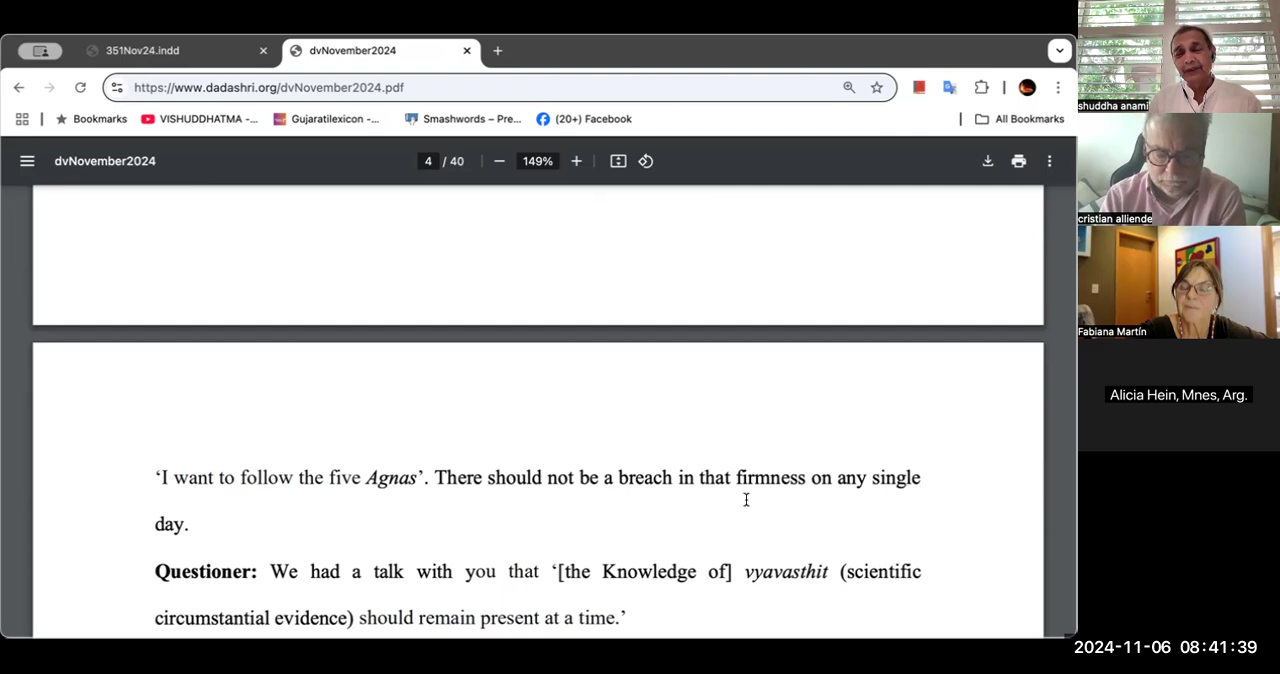 351Nov24.indd
dvNovember2024
https://www.dadashri.org/dvNovember2024.pdf
Bookmarks
VISHUDDHATMA -...
Gujaratilexicon -...
Smashwords – Pre...
(20+) Facebook
All Bookmarks
dvNovember2024
4 / 40
149%
‘I want to follow the five Agnas’. There should not be a breach in that firmness on any single
day.
Questioner: We had a talk with you that ‘[the Knowledge of] vyavasthit (scientific
circumstantial evidence) should remain present at a time.’
shuddha anami
cristian alliende
Fabiana Martín
Alicia Hein, Mnes, Arg.
2024-11-06 08:41:39